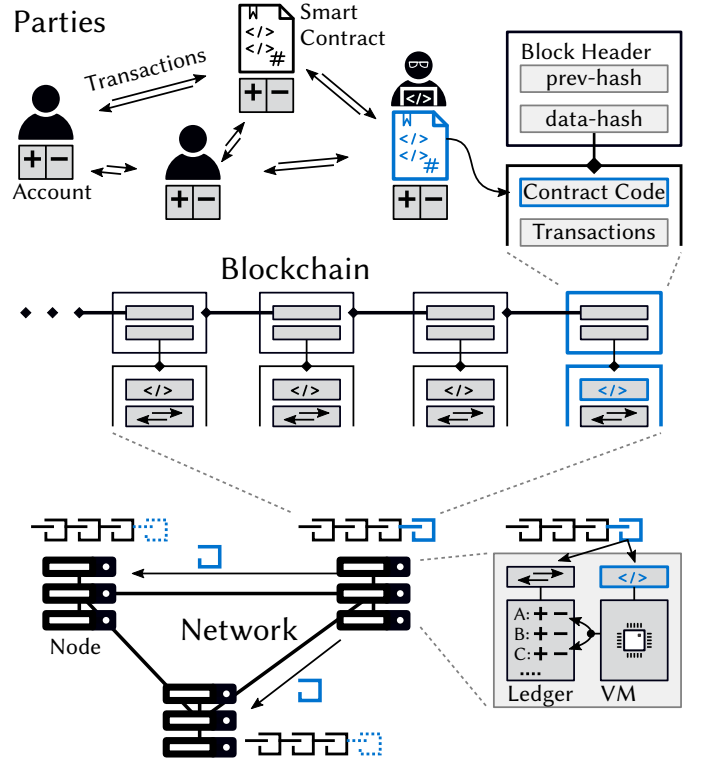 Parties
Smart
Contract
Transactions
W
</>
</>
#
+ −
</>
W
</>
</>
#
+ −
+ −
Account
+ −
Block Header
prev-hash
data-hash
Contract Code
Transactions
Blockchain
</>
</>
</>
</>
Node
Network
</>
A: + −
B: + −
C: + −
....
Ledger
VM